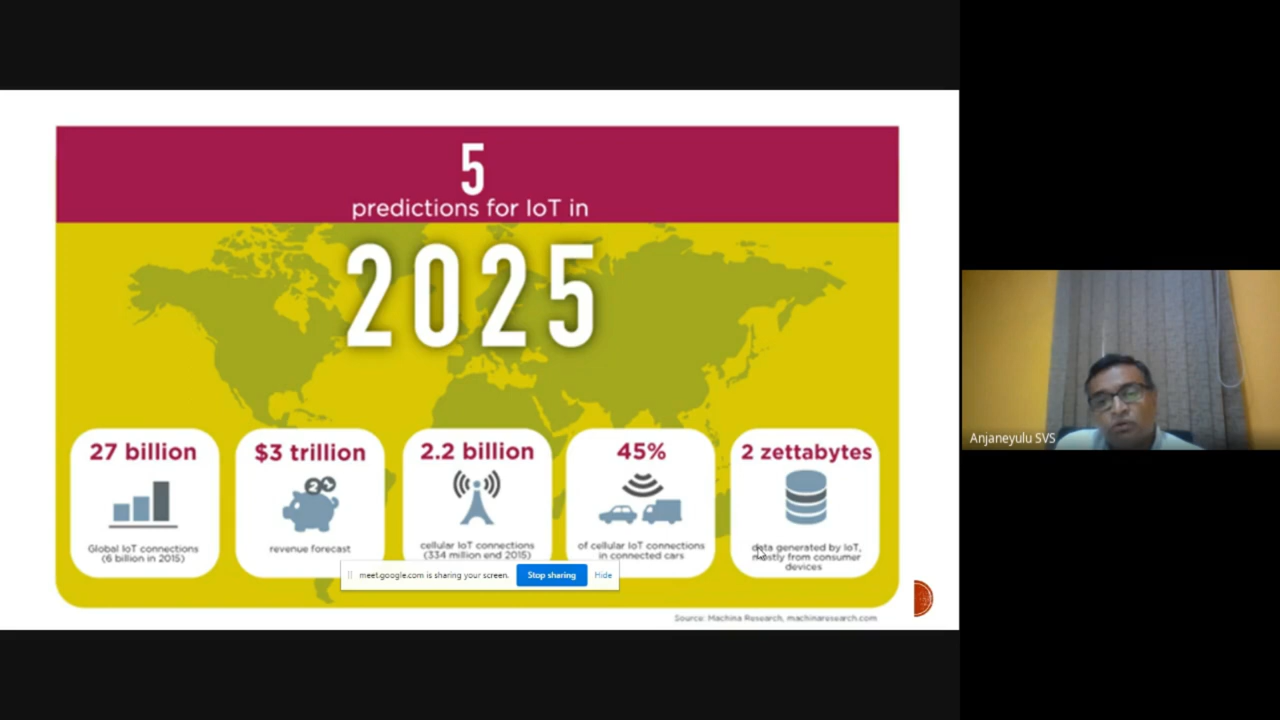 5
predictions for IoT in
2025
27 billion
Global IoT connections
(6 billion in 2015)
$3 trillion
revenue forecast
2.2 billion
cellular IoT connections
(334 million end 2015)
45%
of cellular IoT connections
in connected cars
2 zettabytes
data generated by IoT,
mostly from consumer
devices
meet.google.com is sharing your screen.
Stop sharing
Hide
Source: Machina Research, machinaresearch.com
Anjaneyulu SVS